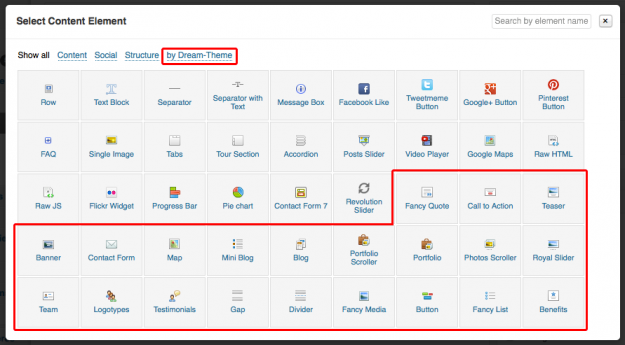 Select Content Element
Search by element name
×
Show all Content Social Structure by Dream-Theme
Row
Text Block
Separator
Separator with
Text
Message Box
Facebook Like
Tweetmeme
Button
Google+ Button
Pinterest
Button
FAQ
Single Image
Tabs
Tour Section
Accordion
Posts Slider
Video Player
Google Maps
Raw HTML
Raw JS
Flickr Widget
Progress Bar
Pie chart
Contact Form 7
Revolution
Slider
Fancy Quote
Call to Action
Teaser
Banner
Contact Form
Map
Mini Blog
Blog
Portfolio
Scroller
Portfolio
Photos Scroller
Royal Slider
Team
Logotypes
Testimonials
Gap
Divider
Fancy Media
Button
Fancy List
Benefits